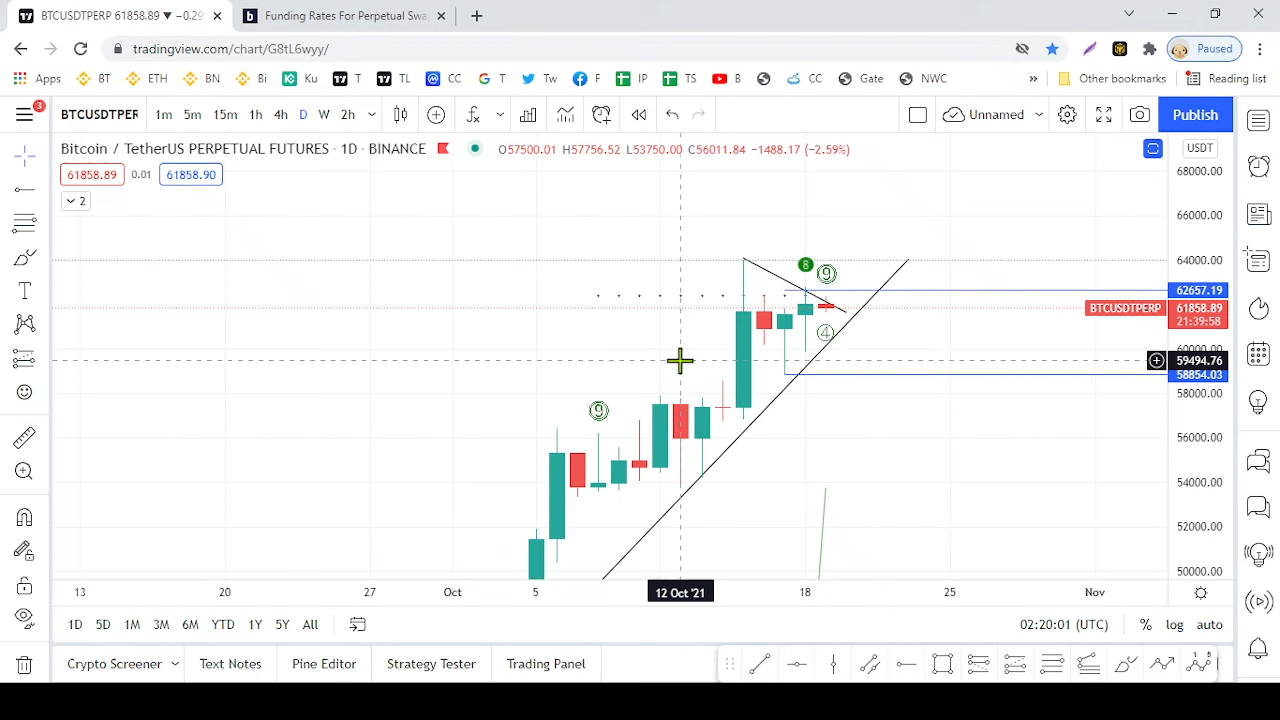 BTCUSDTPERP 61858.89 ▼ −0.29
Funding Rates For Perpetual Swa
tradingview.com/chart/G8tL6wyy/
Paused
Apps BT ETH BN Bi Ku T TL CC T Tw F IP TS B CC Gate NWC » Other bookmarks Reading list
3
BTCUSDTPER 1m 5m 15m 1h 4h D W 2h Unnamed Publish
Bitcoin / TetherUS PERPETUAL FUTURES · 1D · BINANCE O57500.01 H57756.52 L53750.00 C56011.84 −1488.17 (−2.59%) USDT
61858.89 0.01 61858.90
2
68000.00
66000.00
64000.00
8 9
62657.19
BTCUSDTPERP 61858.89
21:39:58
4
60000.00
59494.76
58854.03
58000.00
9
56000.00
54000.00
52000.00
50000.00
13 20 27 Oct 5 12 Oct '21 18 25 Nov
1D 5D 1M 3M 6M YTD 1Y 5Y All 02:20:01 (UTC) % log auto
Crypto Screener Text Notes Pine Editor Strategy Tester Trading Panel